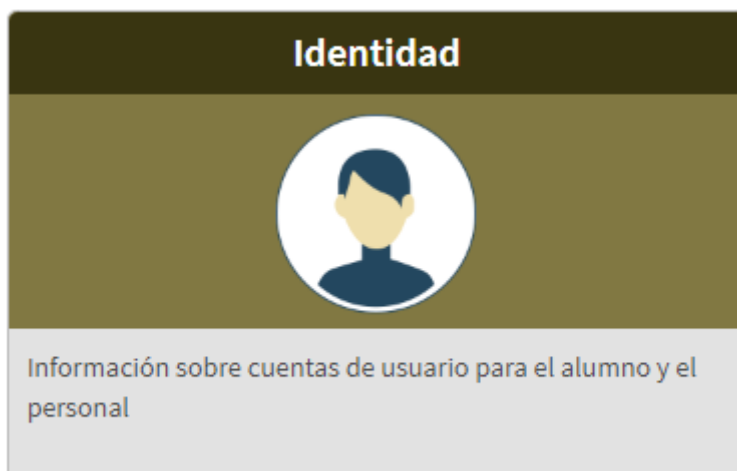 Identidad
Información sobre cuentas de usuario para el alumno y el
personal